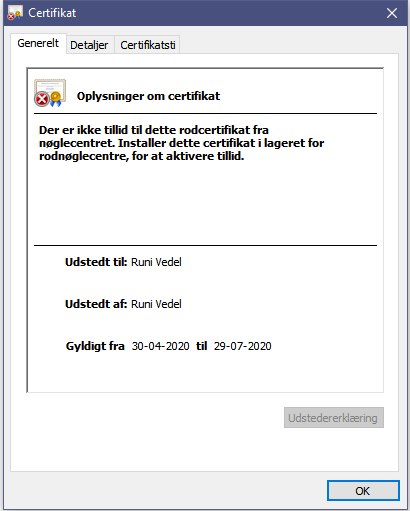 Certifikat
Generelt Detaljer Certifikatsti
Oplysninger om certifikat
Der er ikke tillid til dette rodcertifikat fra
nøglecentret. Installer dette certifikat i lageret for
rodnøglecentre, for at aktivere tillid.
Udstedt til: Runi Vedel
Udstedt af: Runi Vedel
Gyldigt fra 30-04-2020 til 29-07-2020
Udstedererklæring
OK